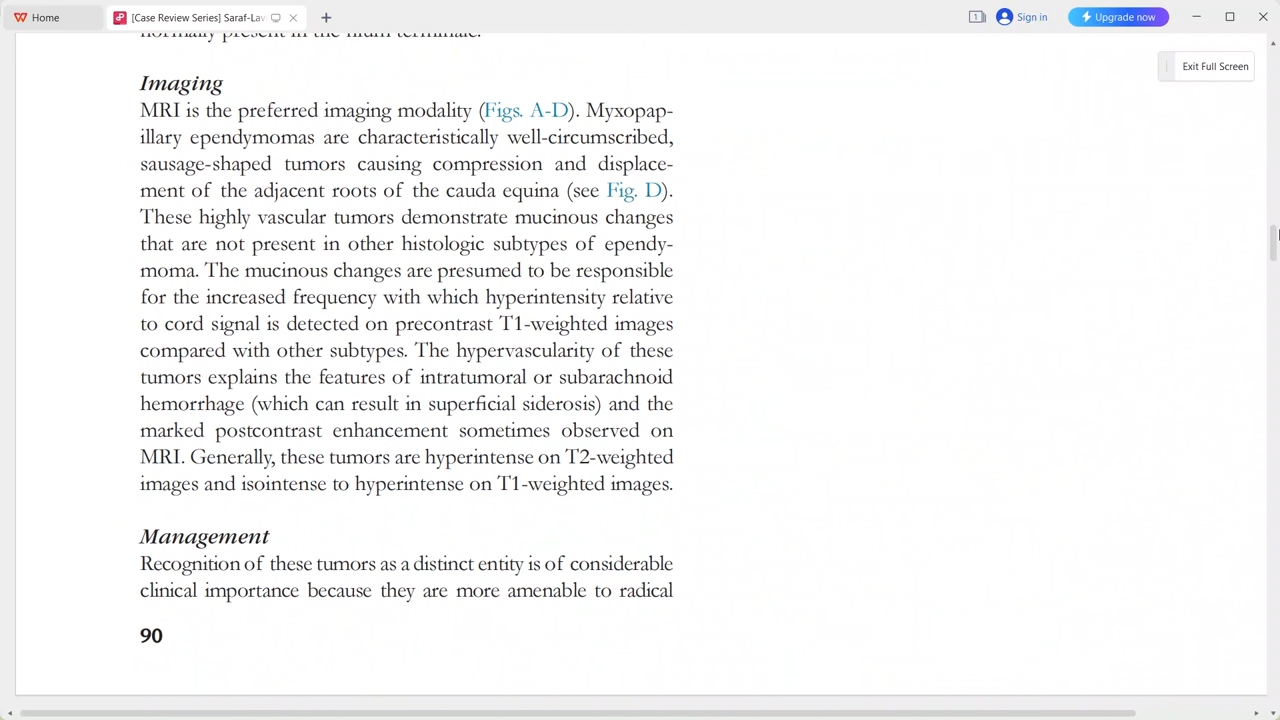 Home
[Case Review Series] Saraf-Lav
1
Sign in
Upgrade now
Exit Full Screen
normally present in the filum terminale.
Imaging
MRI is the preferred imaging modality (Figs. A-D). Myxopap-
illary ependymomas are characteristically well-circumscribed,
sausage-shaped tumors causing compression and displace-
ment of the adjacent roots of the cauda equina (see Fig. D).
These highly vascular tumors demonstrate mucinous changes
that are not present in other histologic subtypes of ependy-
moma. The mucinous changes are presumed to be responsible
for the increased frequency with which hyperintensity relative
to cord signal is detected on precontrast T1-weighted images
compared with other subtypes. The hypervascularity of these
tumors explains the features of intratumoral or subarachnoid
hemorrhage (which can result in superficial siderosis) and the
marked postcontrast enhancement sometimes observed on
MRI. Generally, these tumors are hyperintense on T2-weighted
images and isointense to hyperintense on T1-weighted images.
Management
Recognition of these tumors as a distinct entity is of considerable
clinical importance because they are more amenable to radical
90